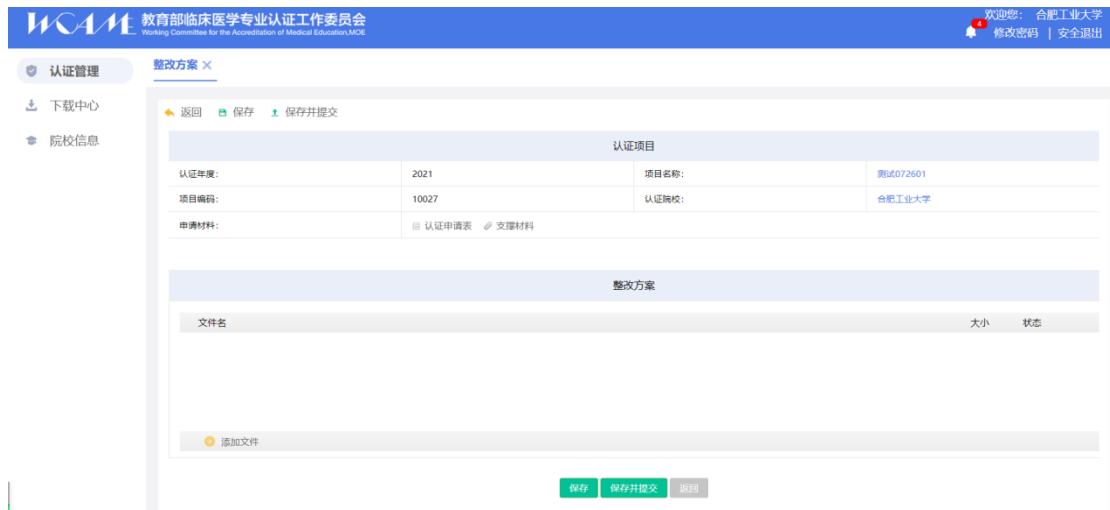 WCAME 教育部临床医学专业认证工作委员会
Working Committee for the Accreditation of Medical Education,MOE
4 欢迎您: 合肥工业大学
修改密码 | 安全退出
认证管理
下载中心
院校信息
整改方案 ×
返回 保存 保存并提交
认证项目
认证年度: 2021 项目名称: 测试072601
项目编码: 10027 认证院校: 合肥工业大学
申请材料: 认证申请表 支撑材料
整改方案
文件名 大小 状态
添加文件
保存 保存并提交 返回